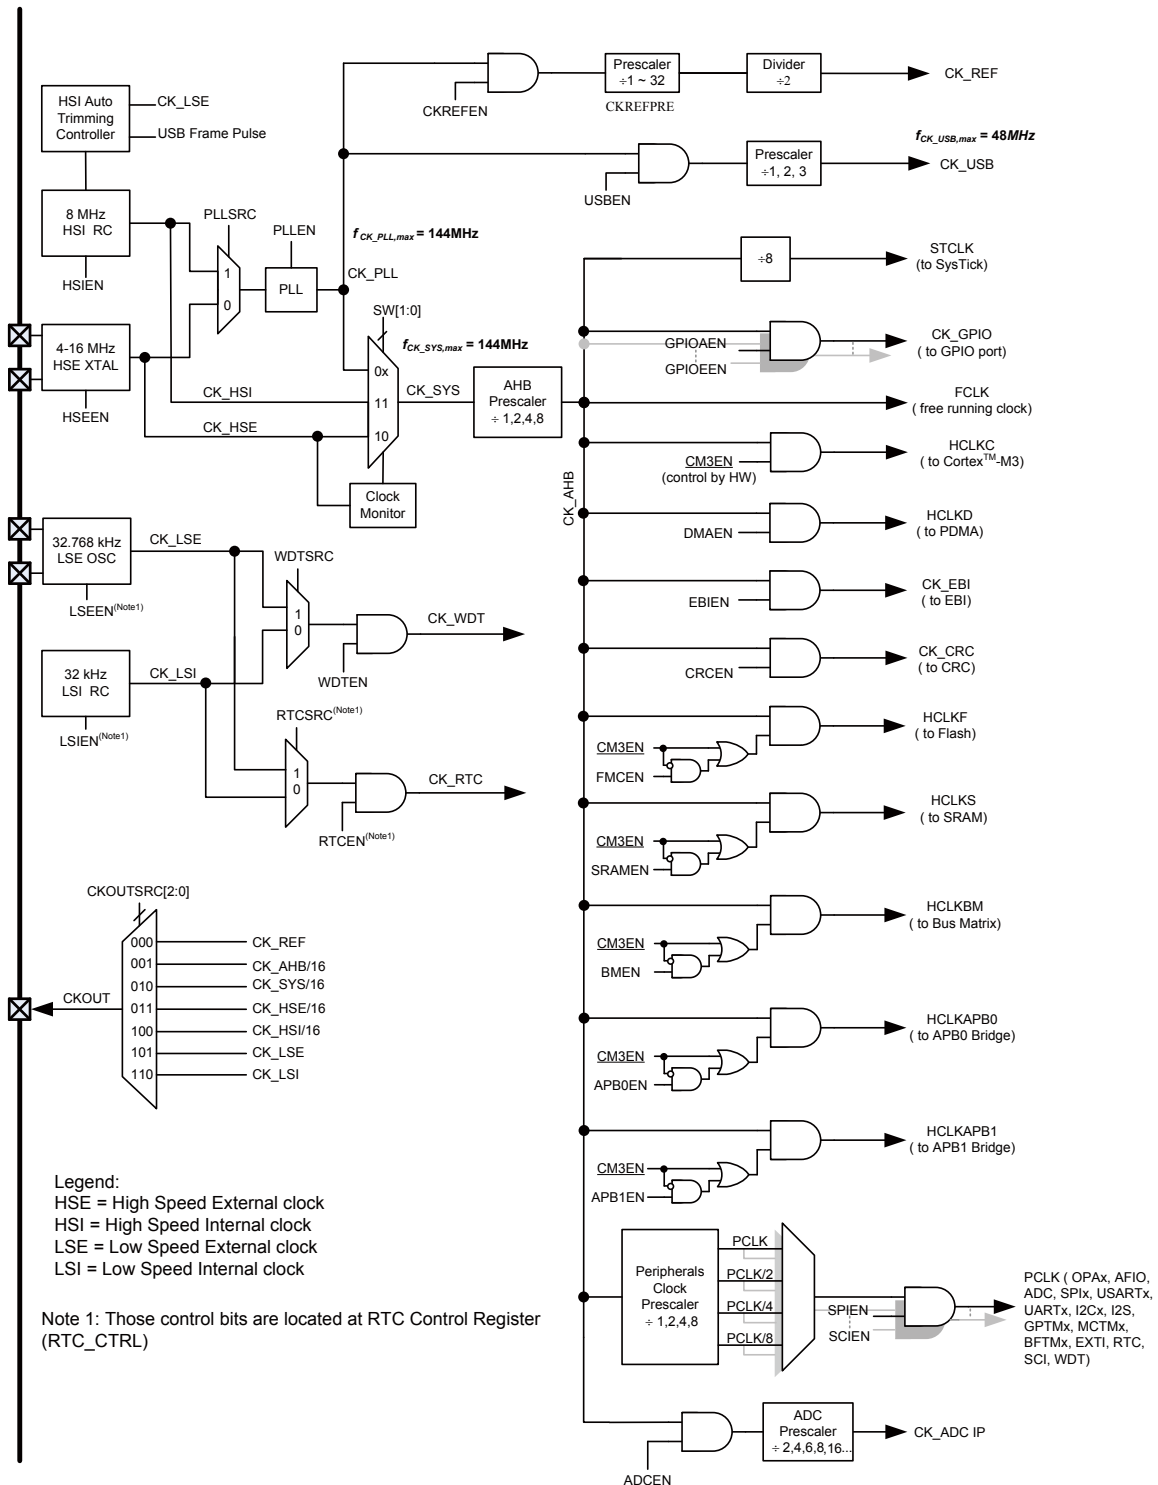 Prescaler
÷1 ~ 32
CKREFPRE
Divider
÷2
CK_REF
CKREFEN
HSI Auto
Trimming
Controller
CK_LSE
USB Frame Pulse
fCK_USB,max = 48MHz
Prescaler
÷1, 2, 3
CK_USB
USBEN
8 MHz
HSI RC
HSIEN
PLLSRC
1
0
PLLEN
PLL
fCK_PLL,max = 144MHz
CK_PLL
÷8
STCLK
(to SysTick)
4-16 MHz
HSE XTAL
HSEEN
SW[1:0]
fCK_SYS,max = 144MHz
0x
11
10
CK_HSI
CK_HSE
CK_SYS
AHB
Prescaler
÷ 1,2,4,8
Clock
Monitor
CK_AHB
GPIOAEN
GPIOEEN
CK_GPIO
( to GPIO port)
FCLK
( free running clock)
CM3EN
(control by HW)
HCLKC
( to Cortex™-M3)
DMAEN
HCLKD
( to PDMA)
EBIEN
CK_EBI
( to EBI)
CRCEN
CK_CRC
( to CRC)
32.768 kHz
LSE OSC
LSEEN(Note1)
CK_LSE
WDTSRC
1
0
CK_WDT
WDTEN
32 kHz
LSI RC
LSIEN(Note1)
CK_LSI
RTCSRC(Note1)
1
0
CK_RTC
RTCEN(Note1)
CM3EN
FMCEN
HCLKF
( to Flash)
CM3EN
SRAMEN
HCLKS
( to SRAM)
CM3EN
BMEN
HCLKBM
( to Bus Matrix)
CM3EN
APB0EN
HCLKAPB0
( to APB0 Bridge)
CM3EN
APB1EN
HCLKAPB1
( to APB1 Bridge)
CKOUTSRC[2:0]
CKOUT
000 CK_REF
001 CK_AHB/16
010 CK_SYS/16
011 CK_HSE/16
100 CK_HSI/16
101 CK_LSE
110 CK_LSI
Legend:
HSE = High Speed External clock
HSI = High Speed Internal clock
LSE = Low Speed External clock
LSI = Low Speed Internal clock
Note 1: Those control bits are located at RTC Control Register
(RTC_CTRL)
Peripherals
Clock
Prescaler
÷ 1,2,4,8
PCLK
PCLK/2
PCLK/4
PCLK/8
SPIEN
SCIEN
PCLK ( OPAx, AFIO,
ADC, SPIx, USARTx,
UARTx, I2Cx, I2S,
GPTMx, MCTMx,
BFTMx, EXTI, RTC,
SCI, WDT)
ADCEN
ADC
Prescaler
÷ 2,4,6,8,16...
CK_ADC IP